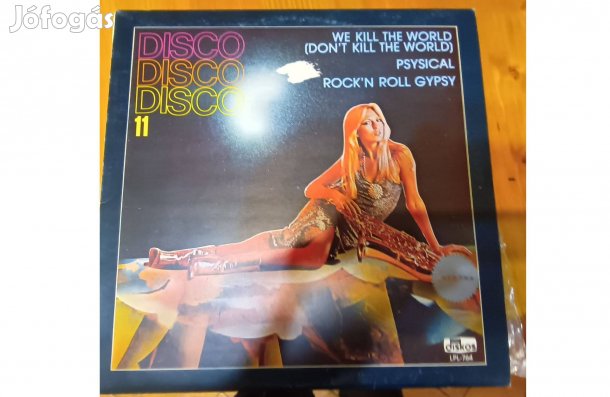 Jófogás
DISCO
DISCO
DISCO
11
WE KILL THE WORLD
(DON'T KILL THE WORLD)
PSYSICAL
ROCK'N ROLL GYPSY
diskos
LPL-764